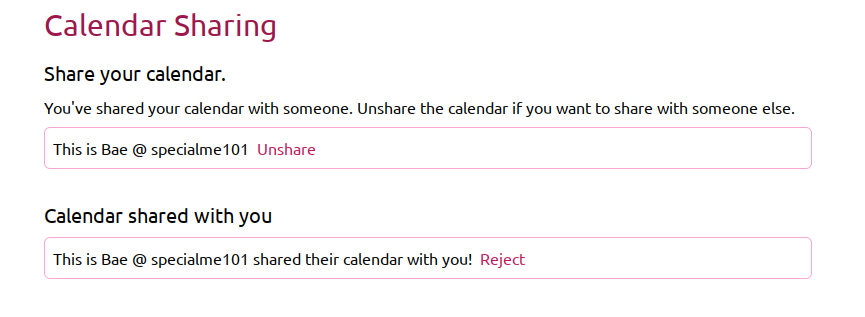 Calendar Sharing
Share your calendar.
You've shared your calendar with someone. Unshare the calendar if you want to share with someone else.
This is Bae @ specialme101 Unshare
Calendar shared with you
This is Bae @ specialme101 shared their calendar with you! Reject